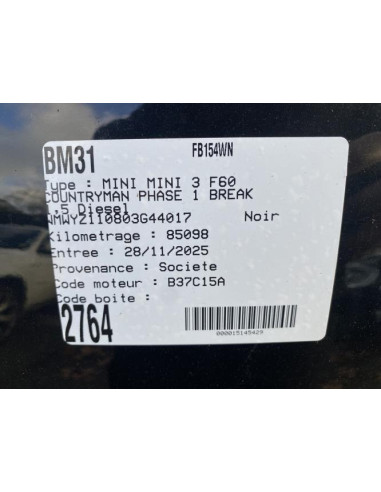 BM31 FB154WN
Type : MINI MINI 3 F60
COUNTRYMAN PHASE 1 BREAK
1.5 Diesel
WMWYZ110803G44017 Noir
Kilometrage : 85098
Entree : 28/11/2025
Provenance : Societe
Code moteur : B37C15A
Code boite :
2764
000015145429